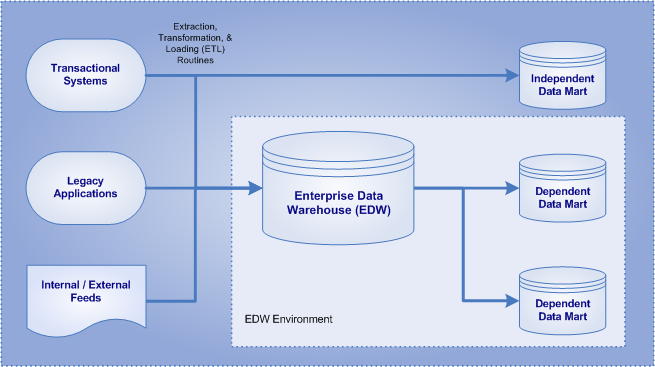 Extraction,
Transformation, &
Loading (ETL)
Routines
Transactional
Systems
Independent
Data Mart
Legacy
Applications
Enterprise Data
Warehouse (EDW)
Dependent
Data Mart
Internal / External
Feeds
Dependent
Data Mart
EDW Environment